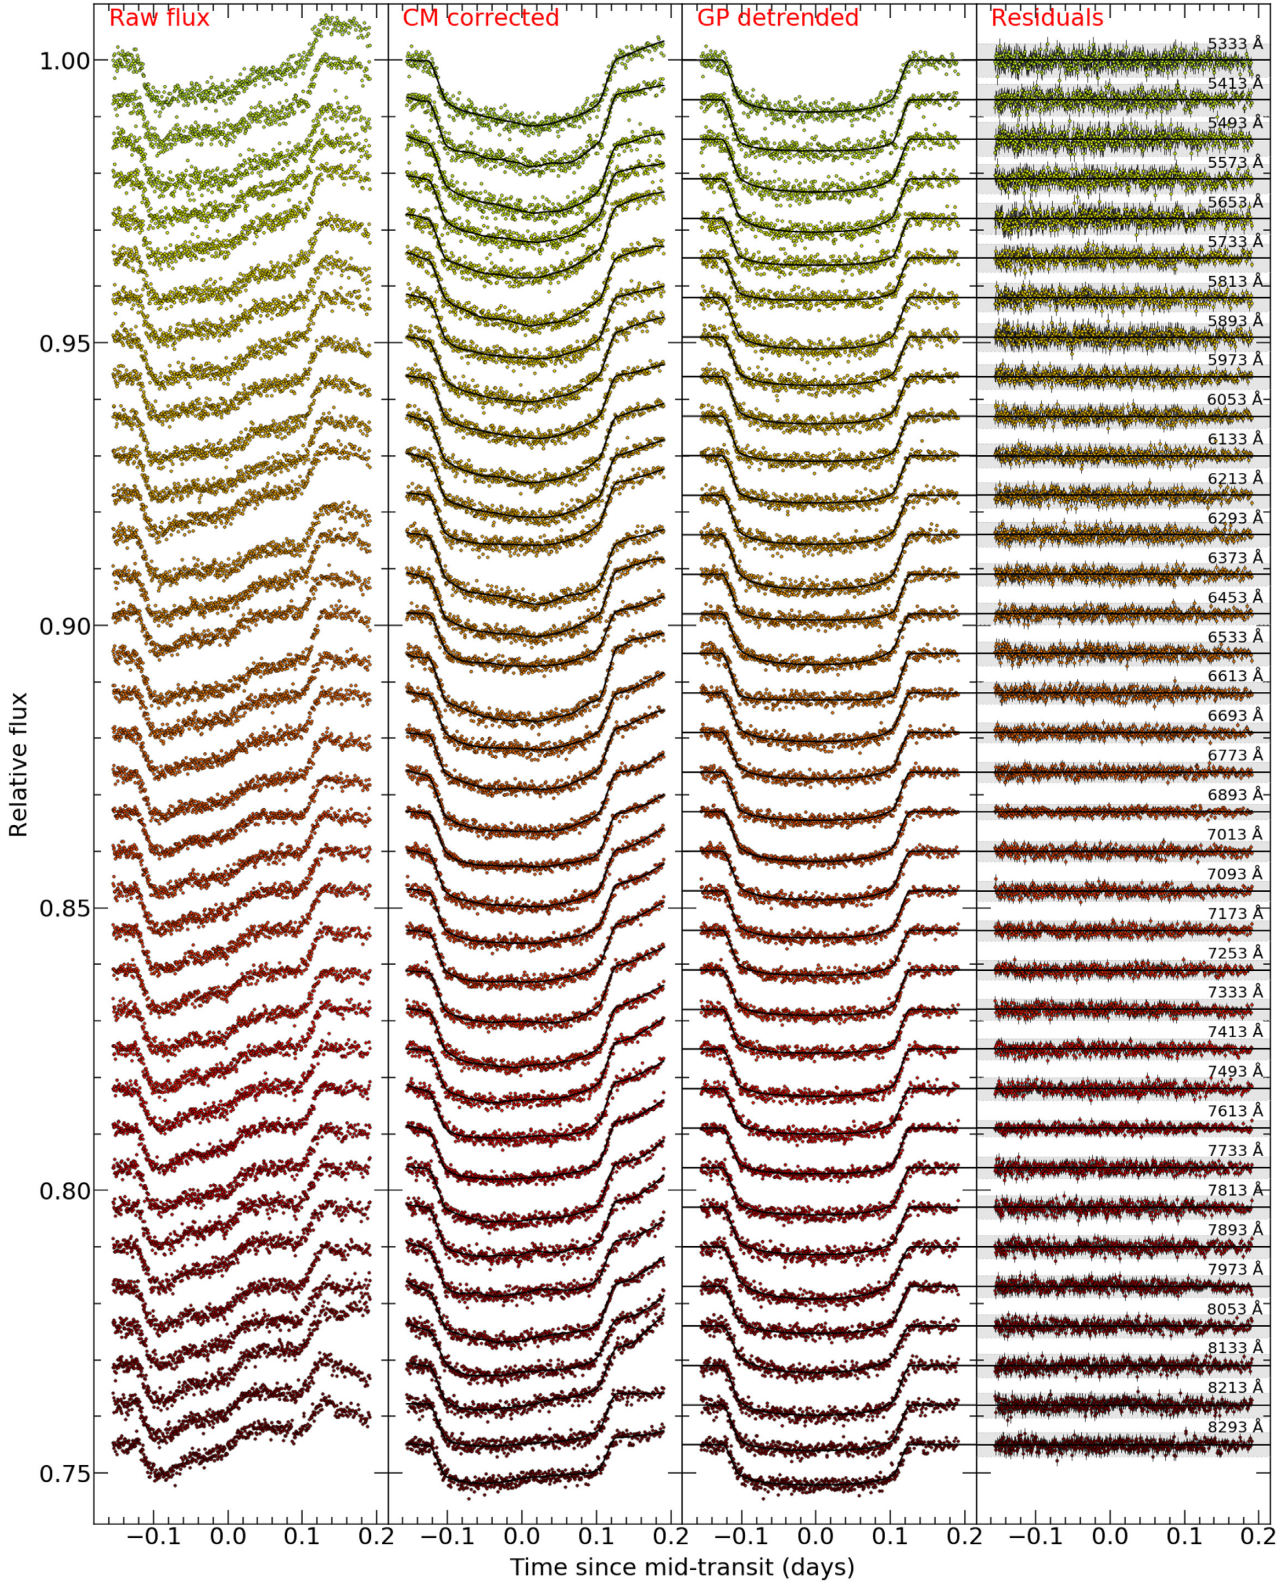 Raw flux
CM corrected
GP detrended
Residuals
5333 Å
5413 Å
5493 Å
5573 Å
5653 Å
5733 Å
5813 Å
5893 Å
5973 Å
6053 Å
6133 Å
6213 Å
6293 Å
6373 Å
6453 Å
6533 Å
6613 Å
6693 Å
6773 Å
6893 Å
7013 Å
7093 Å
7173 Å
7253 Å
7333 Å
7413 Å
7493 Å
7613 Å
7733 Å
7813 Å
7893 Å
7973 Å
8053 Å
8133 Å
8213 Å
8293 Å
1.00
0.95
0.90
0.85
0.80
0.75
Relative flux
−0.1 0.0 0.1 0.2 −0.1 0.0 0.1 0.2 −0.1 0.0 0.1 0.2 −0.1 0.0 0.1 0.2
Time since mid-transit (days)